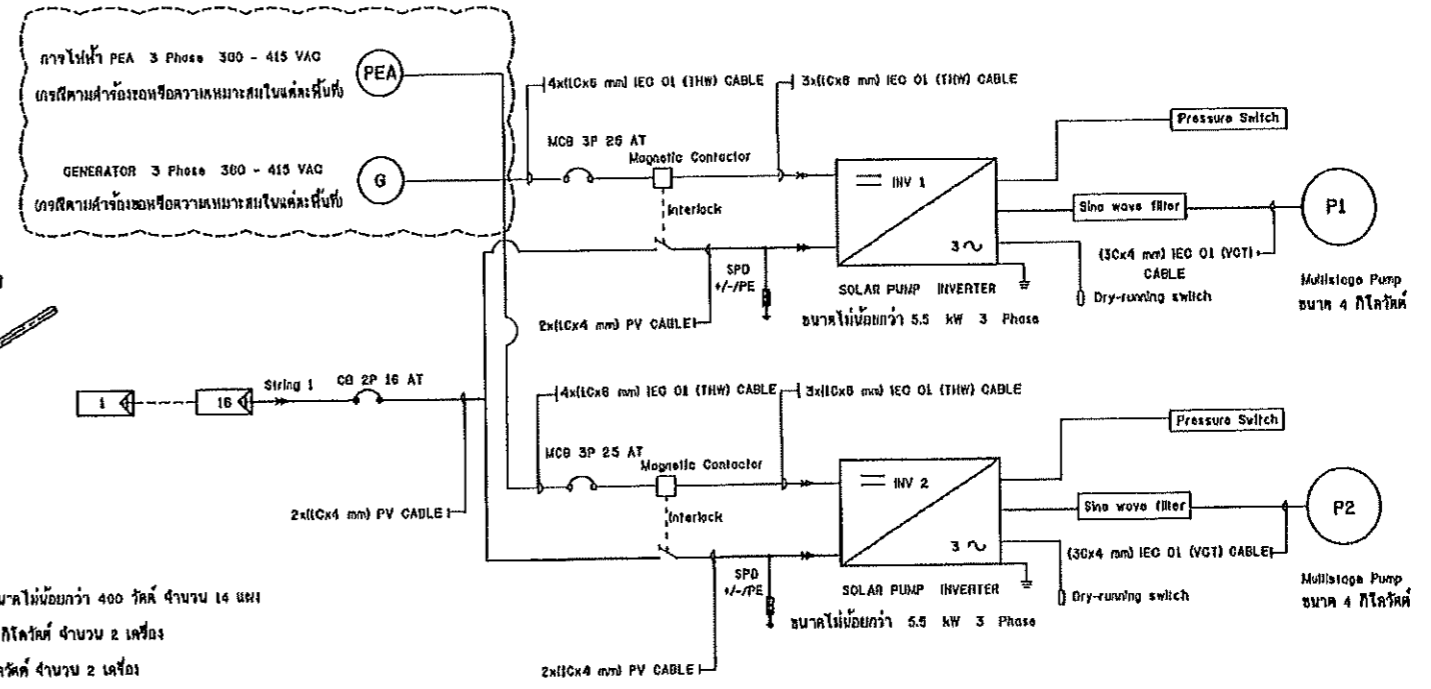 การไฟฟ้า PEA 3 Phase 380 - 415 VAC
(กรณีตามคำร้องขอหรือความเหมาะสมในแต่ละพื้นที่)
PEA
GENERATOR 3 Phase 380 - 415 VAC
(กรณีตามคำร้องขอหรือความเหมาะสมในแต่ละพื้นที่)
G
4x(1Cx6 mm) IEC 01 (THW) CABLE
3x(1Cx6 mm) IEC 01 (THW) CABLE
MCB 3P 25 AT
Magnetic Contactor
Interlock
INV 1
3
Pressure Switch
Sine wave filter
P1
(3Cx4 mm) IEC 01 (VCT)
CABLE
Dry-running switch
Multistage Pump
ขนาด 4 กิโลวัตต์
SPD
+/-/PE
SOLAR PUMP INVERTER
ขนาดไม่น้อยกว่า 5.5 kW 3 Phase
2x(1Cx4 mm) PV CABLE
1
16
String 1
CB 2P 16 AT
2x(1Cx4 mm) PV CABLE
4x(1Cx6 mm) IEC 01 (THW) CABLE
3x(1Cx6 mm) IEC 01 (THW) CABLE
MCB 3P 25 AT
Magnetic Contactor
Interlock
INV 2
3
Pressure Switch
Sine wave filter
P2
(3Cx4 mm) IEC 01 (VCT) CABLE
Dry-running switch
Multistage Pump
ขนาด 4 กิโลวัตต์
SPD
+/-/PE
SOLAR PUMP INVERTER
ขนาดไม่น้อยกว่า 5.5 kW 3 Phase
2x(1Cx4 mm) PV CABLE
ไม่น้อยกว่า 400 วัตต์ จำนวน 14 แผง
กิโลวัตต์ จำนวน 2 เครื่อง
จำนวน 2 เครื่อง